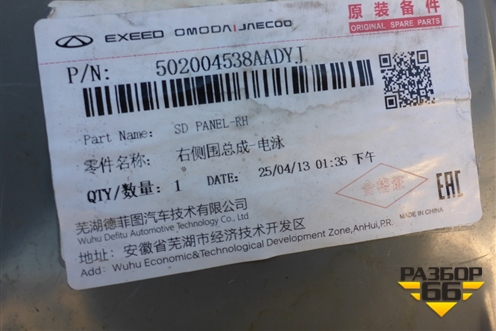 EXEED OMODA | JAECOO
原装备件
ORIGINAL SPARE PARTS
P/N: 502004538AADYJ
Part Name: SD PANEL-RH
零件名称: 右侧围总成-电泳
QTY/数量: 1 DATE: 25/04/13 01:35 下午
合格证
EAC
芜湖德菲图汽车技术有限公司
Wuhu Defitu Automotive Technology Co., Ltd
MADE IN CHINA
地址: 安徽省芜湖市经济技术开发区
Add: Wuhu Economic&Technological Development Zone,AnHui,P.R.
РАЗБОР
66